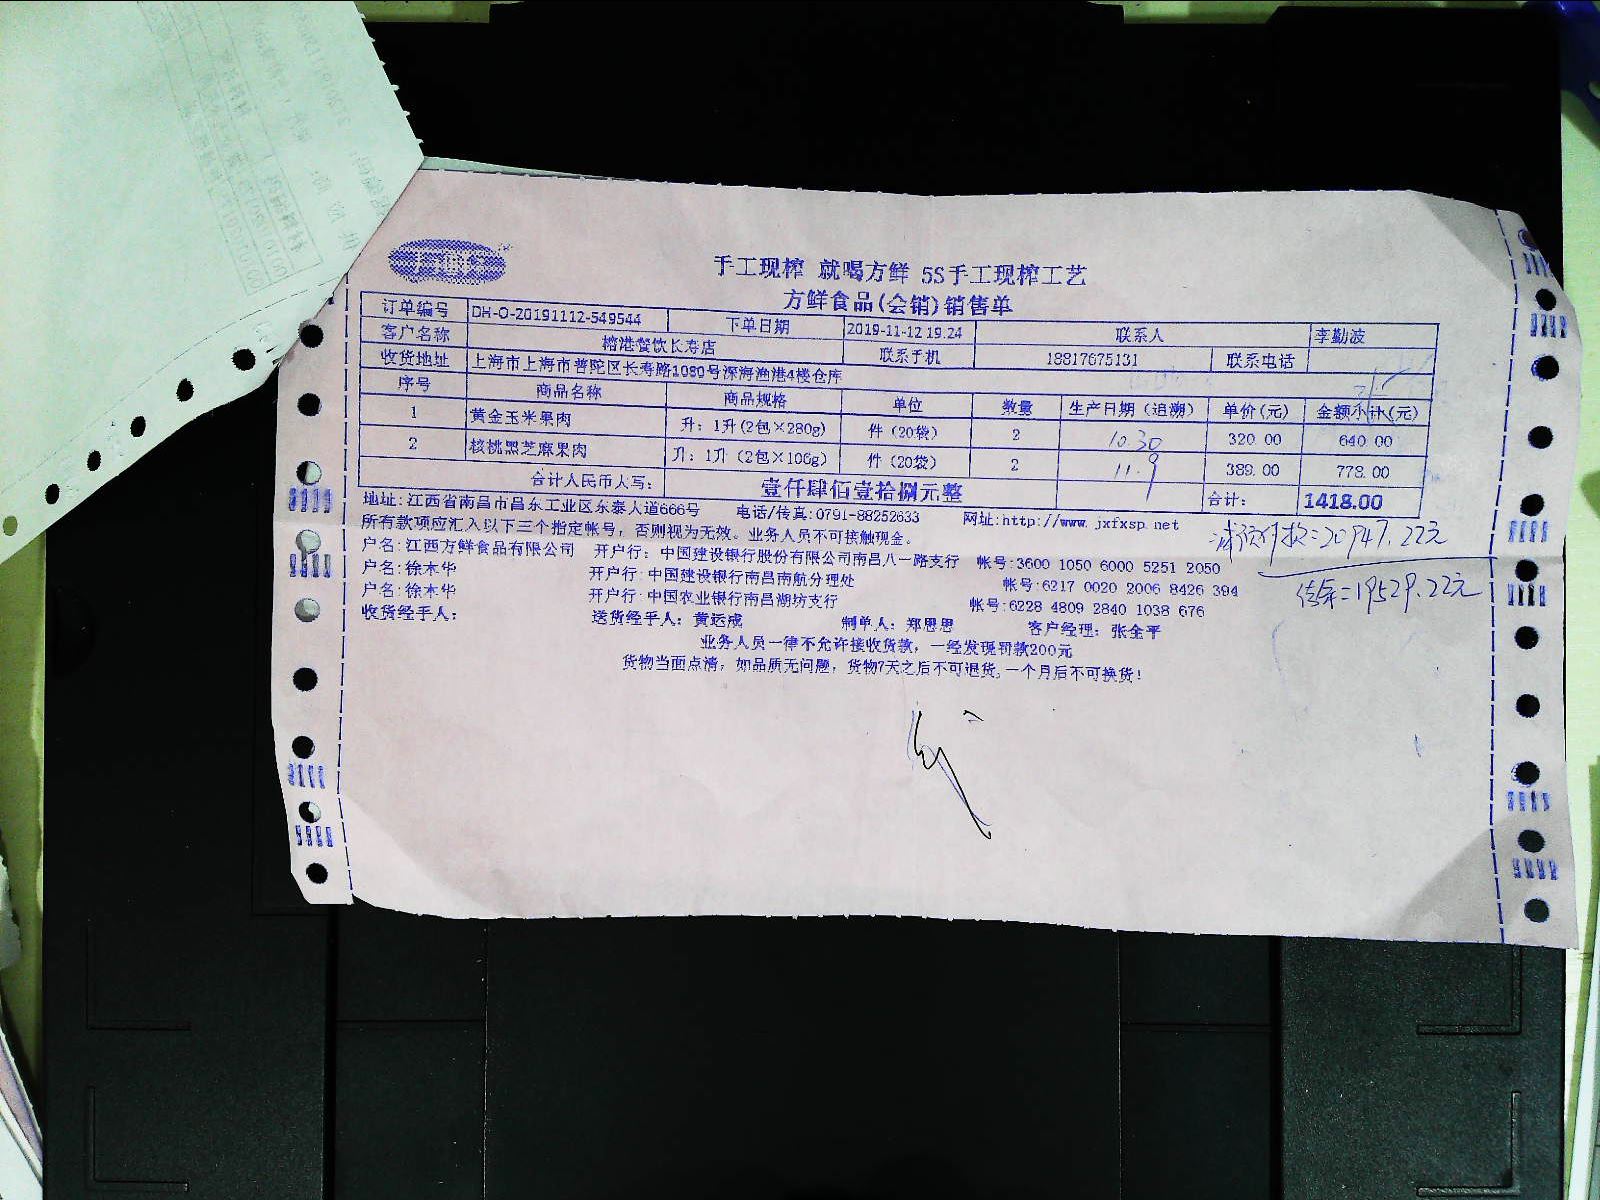 手工现榨 就喝方鲜 5S手工现榨工艺
方鲜食品(会销)销售单
订单编号 DH-O-20191112-549544 下单日期 2019-11-12 19:24 联系人 李勤波
客户名称 榕港餐饮长寿店 联系手机 18817675131 联系电话
收货地址 上海市上海市普陀区长寿路1080号深海渔港4楼仓库
序号 商品名称 商品规格 单位 数量 生产日期（追溯） 单价(元) 金额小计(元)
1 黄金玉米果肉 升：1升(2包×280g) 件（20袋） 2 10.30 320.00 640.00
2 核桃黑芝麻果肉 升：1升（2包×106g） 件（20袋） 2 11.9 389.00 778.00
合计人民币大写： 壹仟肆佰壹拾捌元整 合计： 1418.00
地址：江西省南昌市昌东工业区东泰大道666号 电话/传真:0791-88252633 网址:http://www.jxfxsp.net
所有款项应汇入以下三个指定帐号，否则视为无效。业务人员不可接触现金。
减预付款:20947.22元
户名：江西方鲜食品有限公司 开户行：中国建设银行股份有限公司南昌八一路支行 帐号:3600 1050 6000 5251 2050
户名：徐木华 开户行：中国建设银行南昌南航分理处 帐号:6217 0020 2006 8426 394
结余=19529.22元
户名：徐木华 开户行：中国农业银行南昌湖坊支行 帐号:6228 4809 2840 1038 676
收货经手人： 送货经手人：黄运成 制单人：郑思思 客户经理：张全平
业务人员一律不允许接收货款，一经发现罚款200元
货物当面点清；如品质无问题，货物7天之后不可退货,一个月后不可换货！